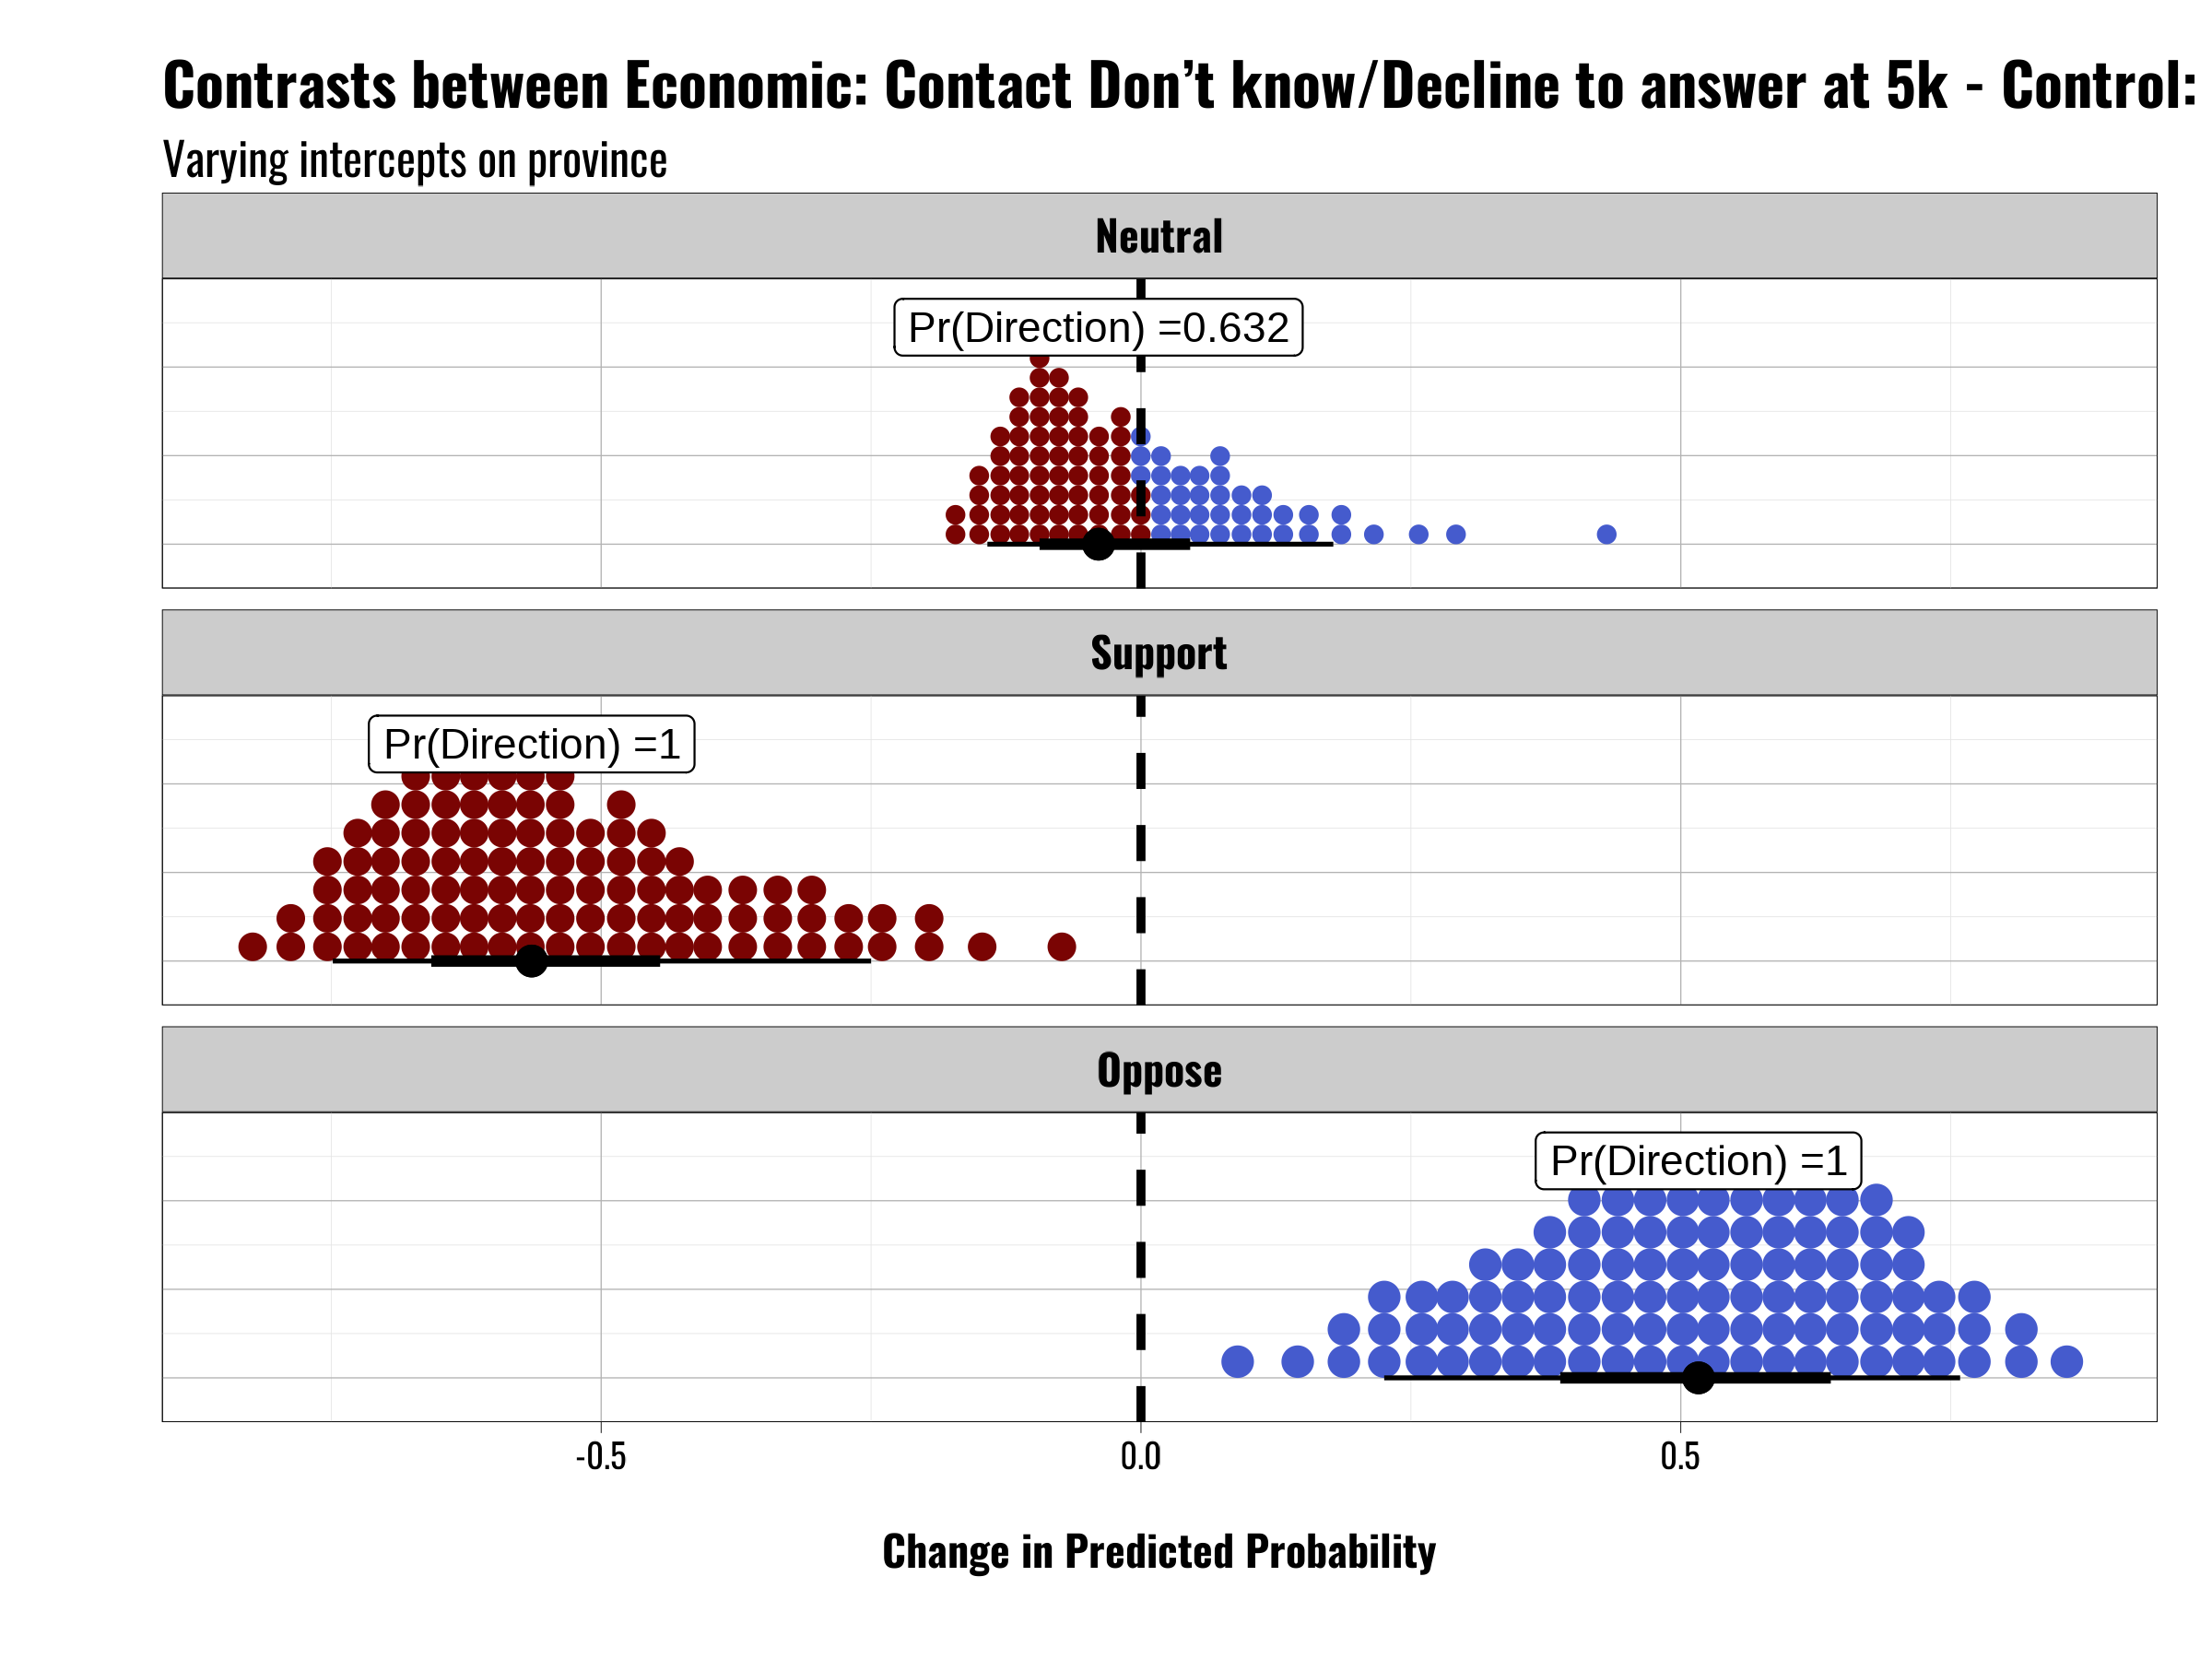 Contrasts between Economic: Contact Don’t know/Decline to answer at 5k - Control:
Varying intercepts on province
Neutral
Pr(Direction) =0.632
Support
Pr(Direction) =1
Oppose
Pr(Direction) =1
-0.5 0.0 0.5
Change in Predicted Probability